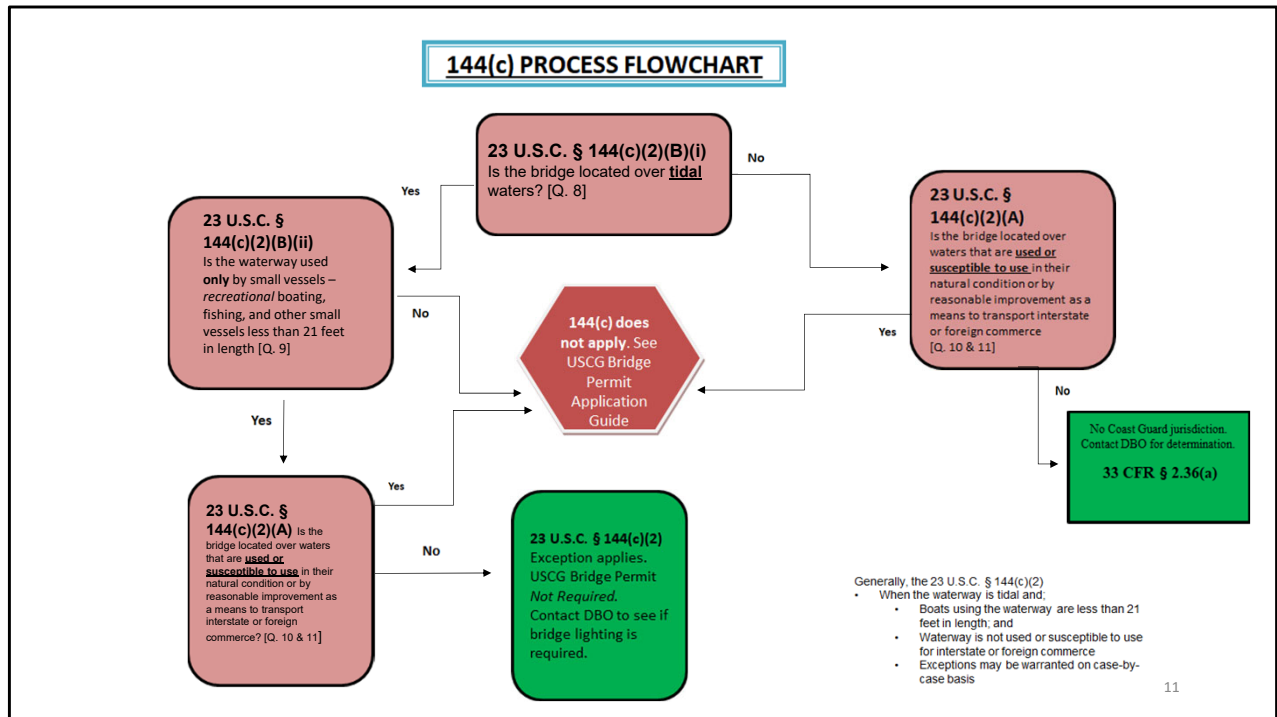 144(c) PROCESS FLOWCHART
23 U.S.C. § 144(c)(2)(B)(i)
Is the bridge located over tidal
waters? [Q. 8]
Yes
No
23 U.S.C. §
144(c)(2)(B)(ii)
Is the waterway used
only by small vessels –
recreational boating,
fishing, and other small
vessels less than 21 feet
in length [Q. 9]
No
Yes
144(c) does
not apply. See
USCG Bridge
Permit
Application
Guide
23 U.S.C. §
144(c)(2)(A)
Is the bridge located over
waters that are used or
susceptible to use in their
natural condition or by
reasonable improvement as a
means to transport interstate
or foreign commerce
[Q. 10 & 11]
Yes
No
No Coast Guard jurisdiction.
Contact DBO for determination.
33 CFR § 2.36(a)
23 U.S.C. §
144(c)(2)(A) Is the
bridge located over waters
that are used or
susceptible to use in their
natural condition or by
reasonable improvement as
a means to transport
interstate or foreign
commerce? [Q. 10 & 11]
Yes
No
23 U.S.C. § 144(c)(2)
Exception applies.
USCG Bridge Permit
Not Required.
Contact DBO to see if
bridge lighting is
required.
Generally, the 23 U.S.C. § 144(c)(2)
• When the waterway is tidal and;
• Boats using the waterway are less than 21
feet in length; and
• Waterway is not used or susceptible to use
for interstate or foreign commerce
• Exceptions may be warranted on case-by-
case basis
11